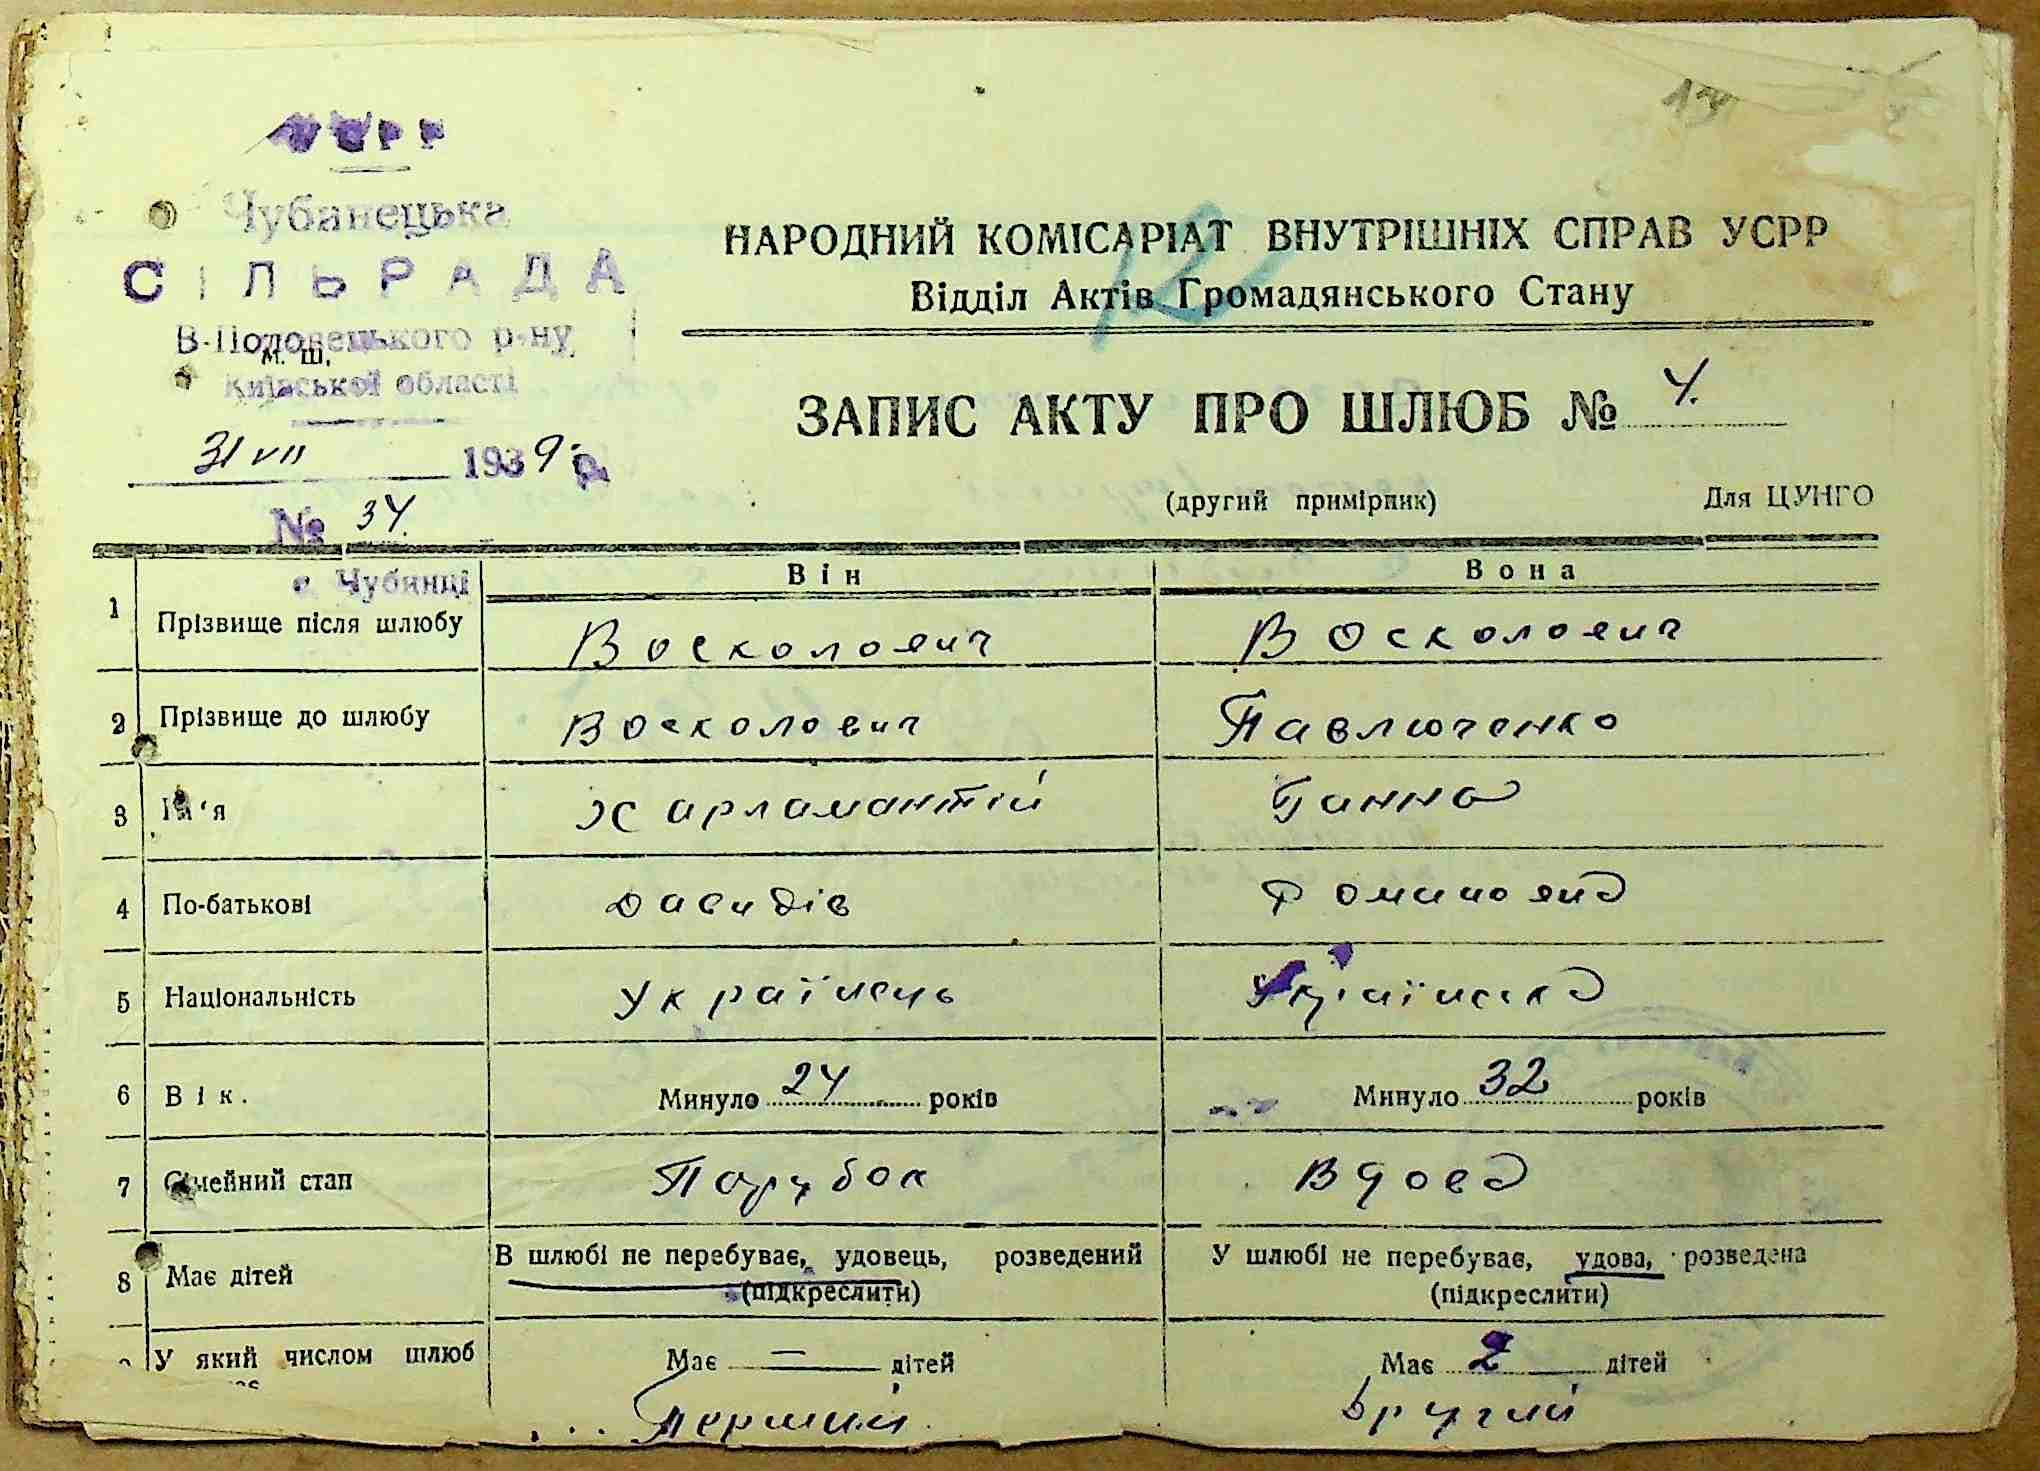 УСРР
Чубинецька
СІЛЬРАДА
В-Половецького р-ну
м. ш.
Київської області
31 VII 1939 р.
№ 34.
с. Чубинці
13
12
НАРОДНИЙ КОМІСАРІАТ ВНУТРІШНІХ СПРАВ УСРР
Відділ Актів Громадянського Стану
ЗАПИС АКТУ ПРО ШЛЮБ № 4.
(другий примірник) Для ЦУНГО
Він Вона
1 Прізвище після шлюбу Восколович Восколович
2 Прізвище до шлюбу Восколович Павлюченко
3 Ім'я Харламантій Ганна
4 По-батькові Давидів Романовна
5 Національність Українець Українка
6 Вік. Минуло 24 років Минуло 32 років
7 Сімейний стан Парубок Вдова
8 Має дітей В шлюбі не перебуває, удовець, розведений У шлюбі не перебуває, удова, розведена
(підкреслити) (підкреслити)
У який числом шлюб Має — дітей Має 2 дітей
Перший Другий